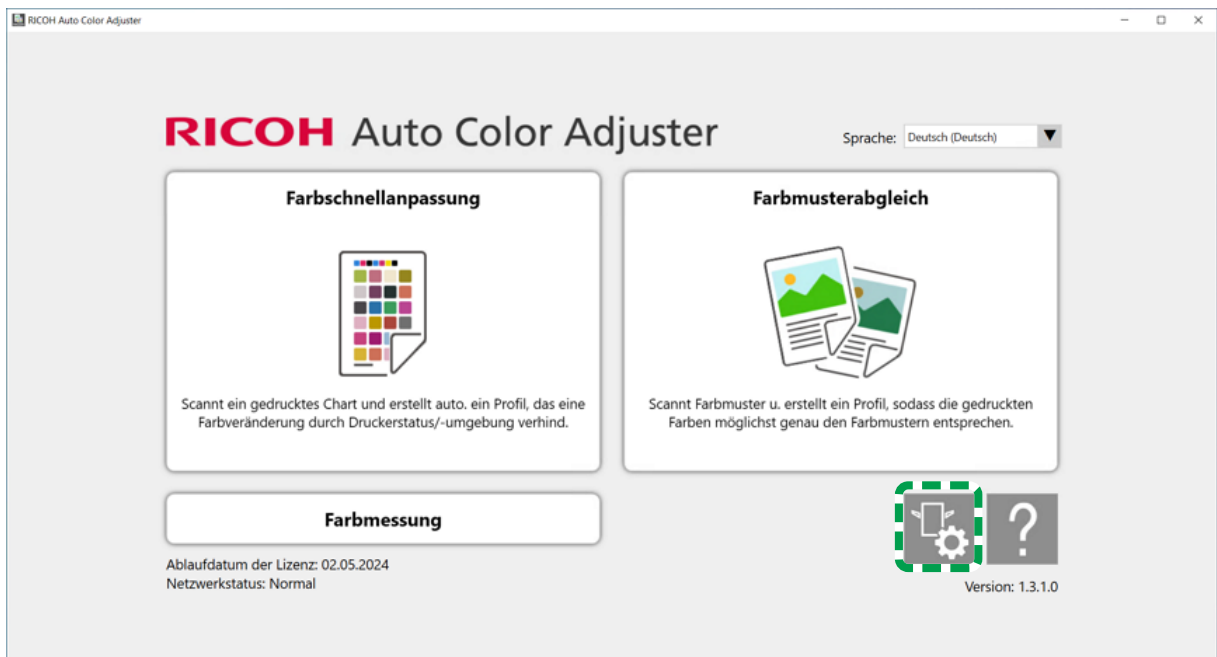 RICOH Auto Color Adjuster
RICOH Auto Color Adjuster
Sprache: Deutsch (Deutsch)
Farbschnellanpassung
Scannt ein gedrucktes Chart und erstellt auto. ein Profil, das eine
Farbveränderung durch Druckerstatus/-umgebung verhind.
Farbmusterabgleich
Scannt Farbmuster u. erstellt ein Profil, sodass die gedruckten
Farben möglichst genau den Farbmustern entsprechen.
Farbmessung
?
Ablaufdatum der Lizenz: 02.05.2024
Netzwerkstatus: Normal
Version: 1.3.1.0